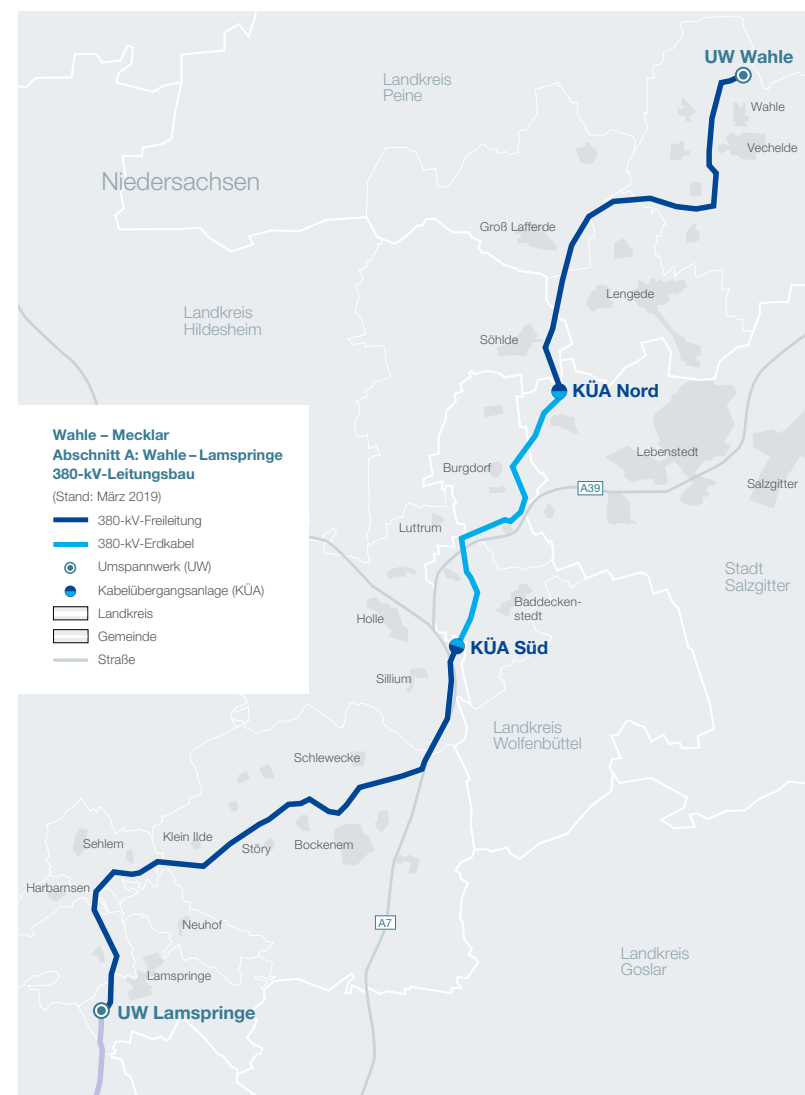 UW Wahle
Landkreis
Peine
Wahle
Vechelde
Niedersachsen
Groß Lafferde
Lengede
Landkreis
Hildesheim
Söhlde
KÜA Nord
Wahle – Mecklar
Abschnitt A: Wahle – Lamspringe
380-kV-Leitungsbau
(Stand: März 2019)
380-kV-Freileitung
380-kV-Erdkabel
Umspannwerk (UW)
Kabelübergangsanlage (KÜA)
Landkreis
Gemeinde
Straße
Lebenstedt
Burgdorf
Salzgitter
A39
Luttrum
Stadt
Salzgitter
Baddecken-
stedt
Holle
KÜA Süd
Sillium
Landkreis
Wolfenbüttel
Schlewecke
Klein Ilde
Sehlem
Störy
Bockenem
Harbarnsen
Neuhof
A7
Landkreis
Goslar
Lamspringe
UW Lamspringe